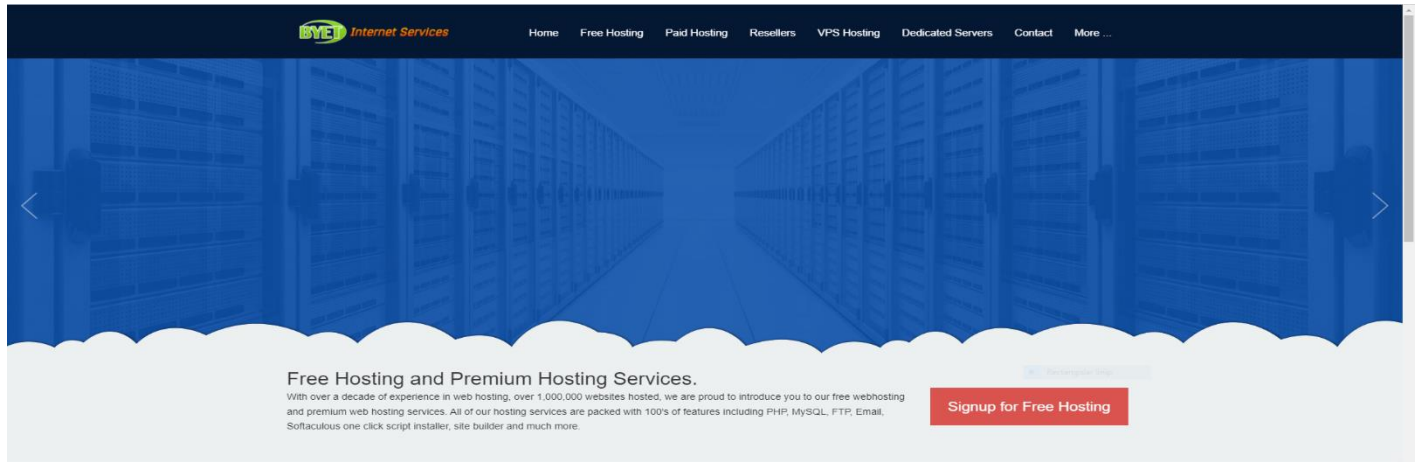 BYET Internet Services
Home Free Hosting Paid Hosting Resellers VPS Hosting Dedicated Servers Contact More ...
Free Hosting and Premium Hosting Services.
With over a decade of experience in web hosting, over 1,000,000 websites hosted, we are proud to introduce you to our free webhosting
and premium web hosting services. All of our hosting services are packed with 100's of features including PHP, MySQL, FTP, Email,
Softaculous one click script installer, site builder and much more.
Rectangular Snip
Signup for Free Hosting